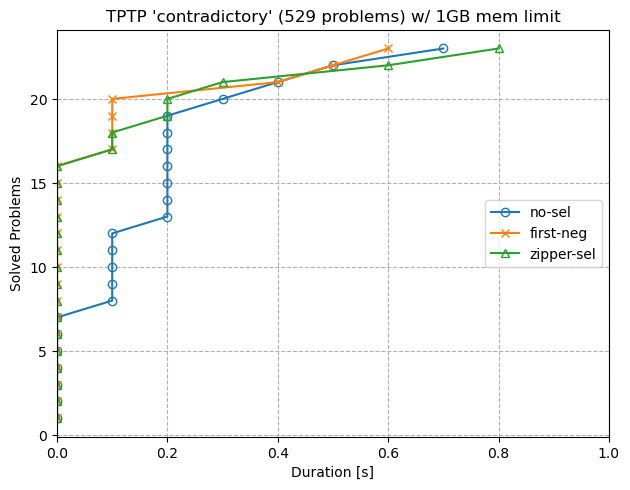 TPTP 'contradictory' (529 problems) w/ 1GB mem limit
Solved Problems
20
15
10
5
0
no-sel
first-neg
zipper-sel
0.0 0.2 0.4 0.6 0.8 1.0
Duration [s]